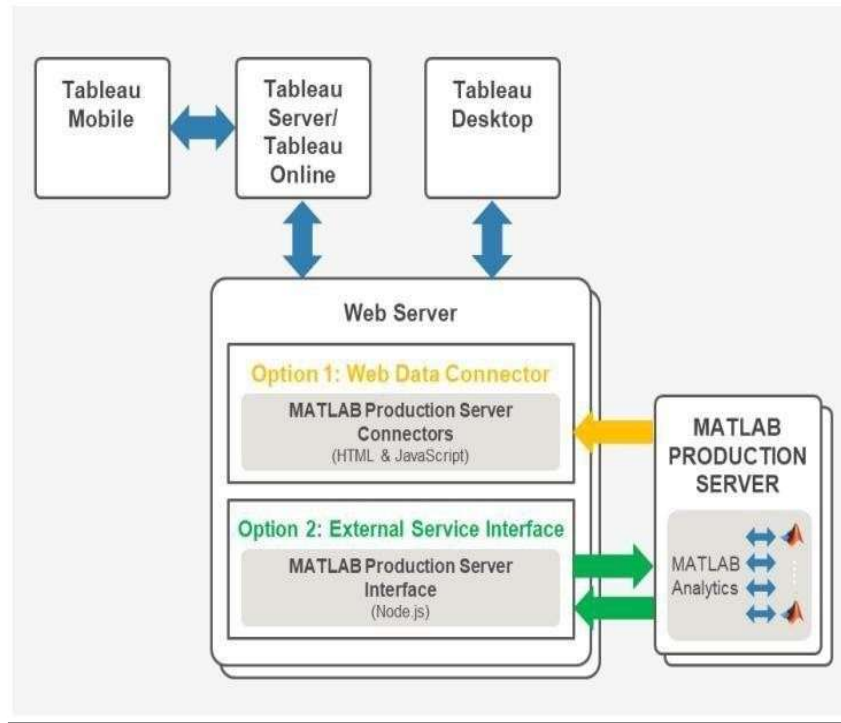 Tableau
Mobile
Tableau
Server/
Tableau
Online
Tableau
Desktop
Web Server
Option 1: Web Data Connector
MATLAB Production Server
Connectors
(HTML & JavaScript)
Option 2: External Service Interface
MATLAB Production Server
Interface
(Node.js)
MATLAB
PRODUCTION
SERVER
MATLAB
Analytics